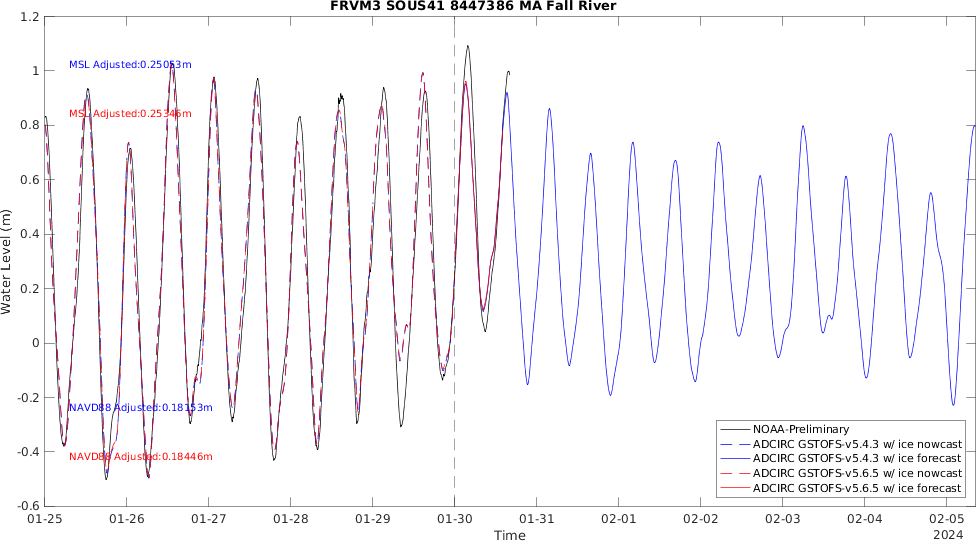 FRVM3 SOUS41 8447386 MA Fall River
Water Level (m)
1.2
1
0.8
0.6
0.4
0.2
0
-0.2
-0.4
-0.6
MSL Adjusted:0.25053m
MSL Adjusted:0.25346m
NAVD88 Adjusted:0.18153m
NAVD88 Adjusted:0.18446m
NOAA-Preliminary
ADCIRC GSTOFS-v5.4.3 w/ ice nowcast
ADCIRC GSTOFS-v5.4.3 w/ ice forecast
ADCIRC GSTOFS-v5.6.5 w/ ice nowcast
ADCIRC GSTOFS-v5.6.5 w/ ice forecast
01-25 01-26 01-27 01-28 01-29 01-30 01-31 02-01 02-02 02-03 02-04 02-05
Time
2024